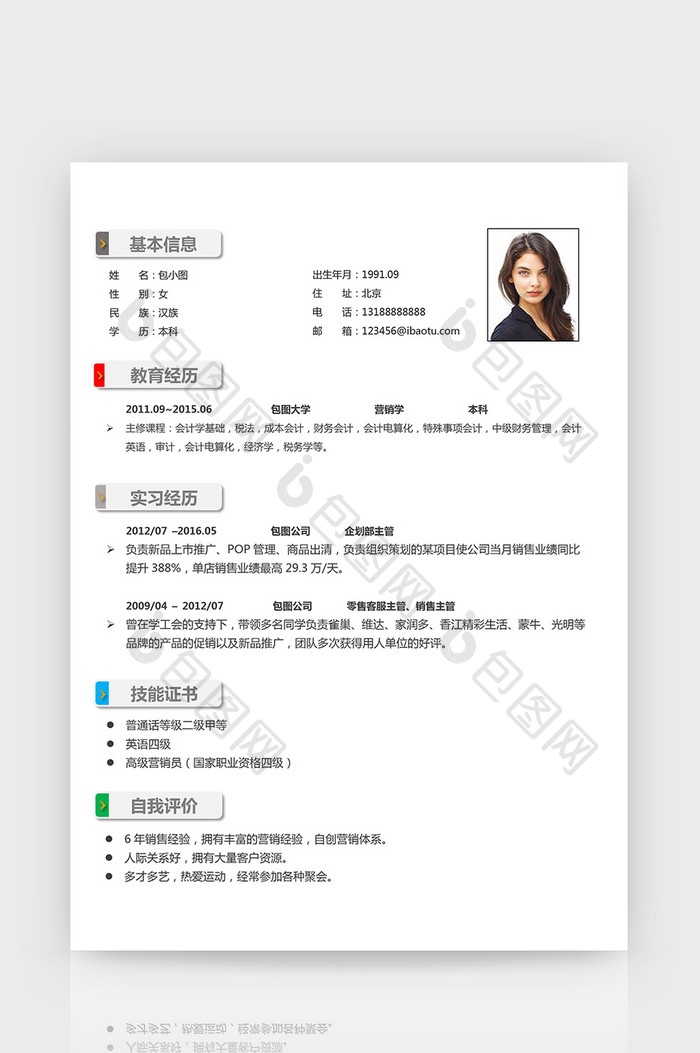 基本信息
姓 名：包小图 出生年月：1991.09
性 别：女 住 址：北京
民 族：汉族 电 话：13188888888
学 历：本科 邮 箱：123456@ibaotu.com
教育经历
2011.09~2015.06 包图大学 营销学 本科
➢ 主修课程：会计学基础，税法，成本会计，财务会计，会计电算化，特殊事项会计，中级财务管理，会计
英语，审计，会计电算化，经济学，税务学等。
实习经历
2012/07 –2016.05 包图公司 企划部主管
➢ 负责新品上市推广、POP 管理、商品出清，负责组织策划的某项目使公司当月销售业绩同比
提升 388%，单店销售业绩最高 29.3 万/天。
2009/04 – 2012/07 包图公司 零售客服主管、销售主管
➢ 曾在学工会的支持下，带领多名同学负责雀巢、维达、家润多、香江精彩生活、蒙牛、光明等
品牌的产品的促销以及新品推广，团队多次获得用人单位的好评。
技能证书
● 普通话等级二级甲等
● 英语四级
● 高级营销员（国家职业资格四级）
自我评价
● 6 年销售经验，拥有丰富的营销经验，自创营销体系。
● 人际关系好，拥有大量客户资源。
● 多才多艺，热爱运动，经常参加各种聚会。
包图网
包图网
包图网
包图网
包图网